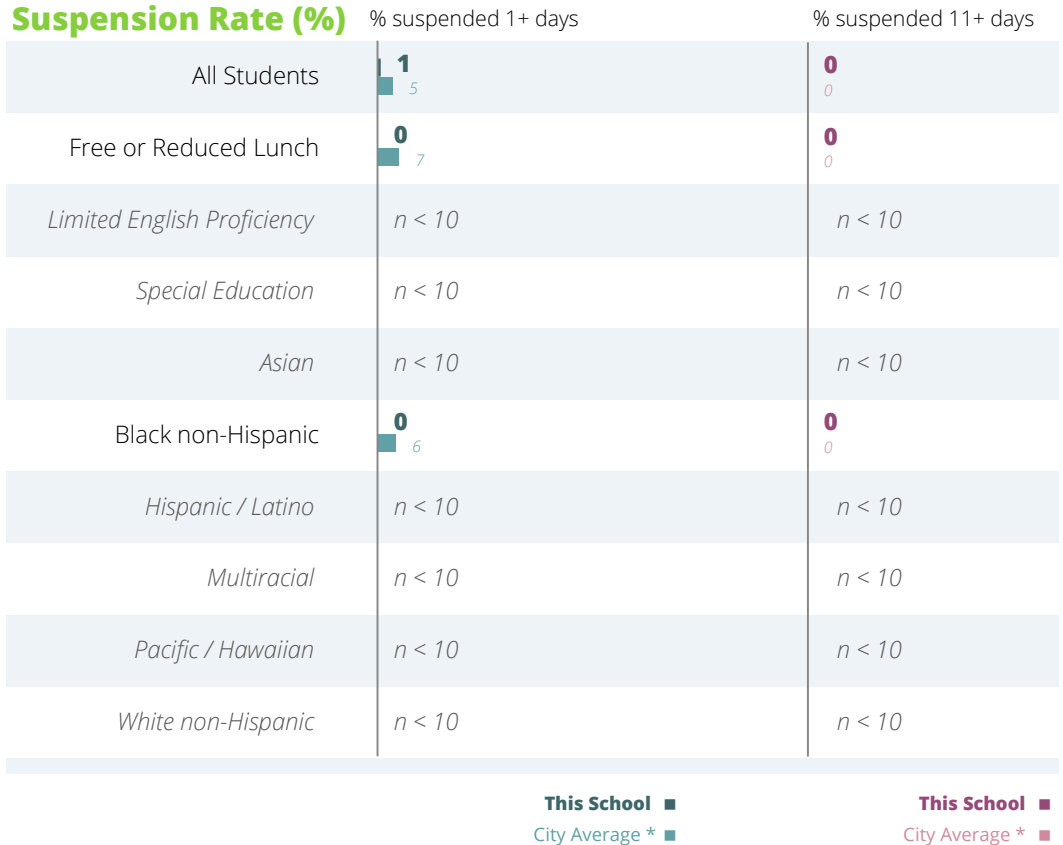 Suspension Rate (%) % suspended 1+ days % suspended 11+ days
All Students 1 0
5 0
Free or Reduced Lunch 0 0
7 0
Limited English Proficiency n < 10 n < 10
Special Education n < 10 n < 10
Asian n < 10 n < 10
Black non-Hispanic 0 0
6 0
Hispanic / Latino n < 10 n < 10
Multiracial n < 10 n < 10
Pacific / Hawaiian n < 10 n < 10
White non-Hispanic n < 10 n < 10
This School This School
City Average * City Average *